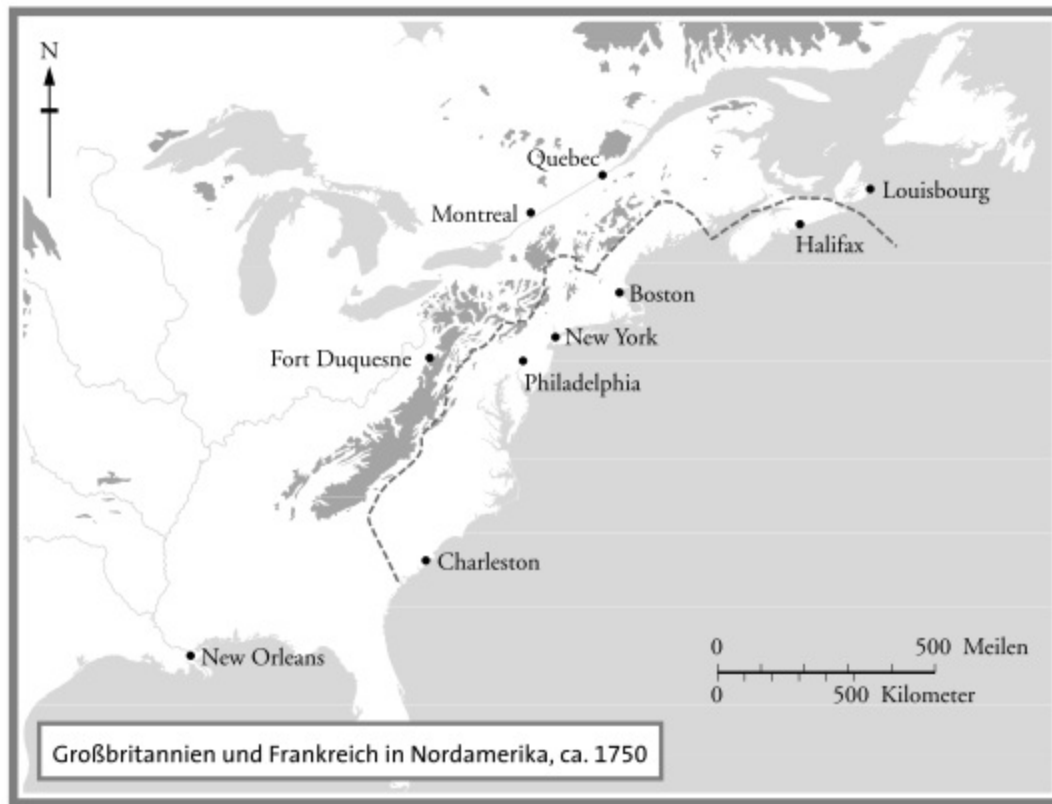 N
Quebec
Montreal
Louisbourg
Halifax
Boston
New York
Fort Duquesne
Philadelphia
Charleston
New Orleans
0 500 Meilen
0 500 Kilometer
Großbritannien und Frankreich in Nordamerika, ca. 1750